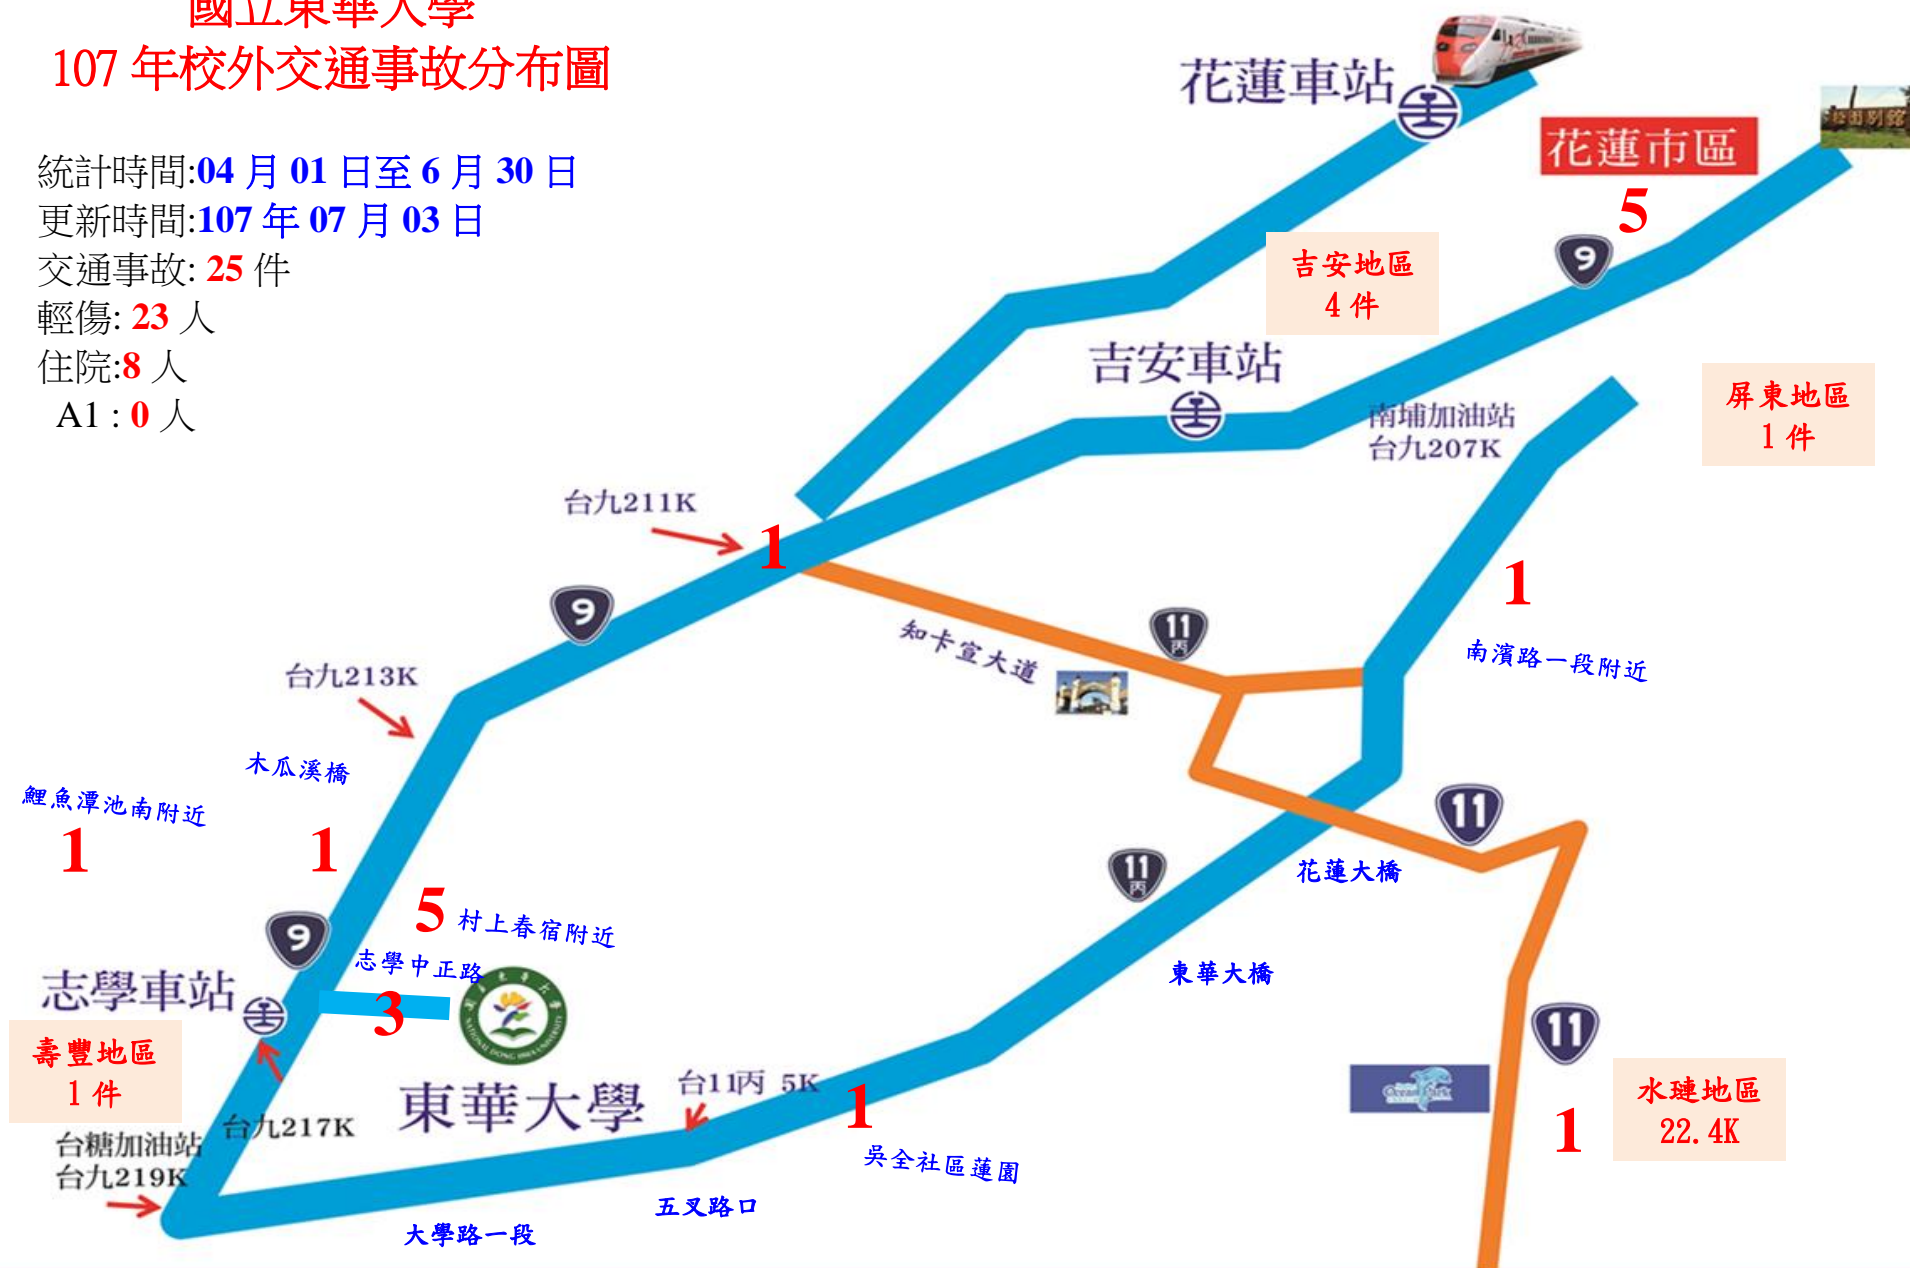 國立東華大學
107 年校外交通事故分布圖
統計時間:04 月 01 日至 6 月 30 日
更新時間:107 年 07 月 03 日
交通事故: 25 件
輕傷: 23 人
住院:8 人
A1 : 0 人
花蓮車站
花蓮市區
5
9
吉安地區
4 件
吉安車站
南埔加油站
台九207K
屏東地區
1 件
台九211K
1
9
1
南濱路一段附近
11
丙
知卡宣大道
台九213K
木瓜溪橋
鯉魚潭池南附近
1
1
11
花蓮大橋
11
丙
東華大橋
5
村上春宿附近
9
志學中正路
3
志學車站
壽豐地區
1 件
東華大學
NATIONAL DONG HWA UNIVERSITY
台11丙 5K
1
吳全社區蓮園
11
Ocean Park
1
水璉地區
22.4K
台九217K
台糖加油站
台九219K
五叉路口
大學路一段